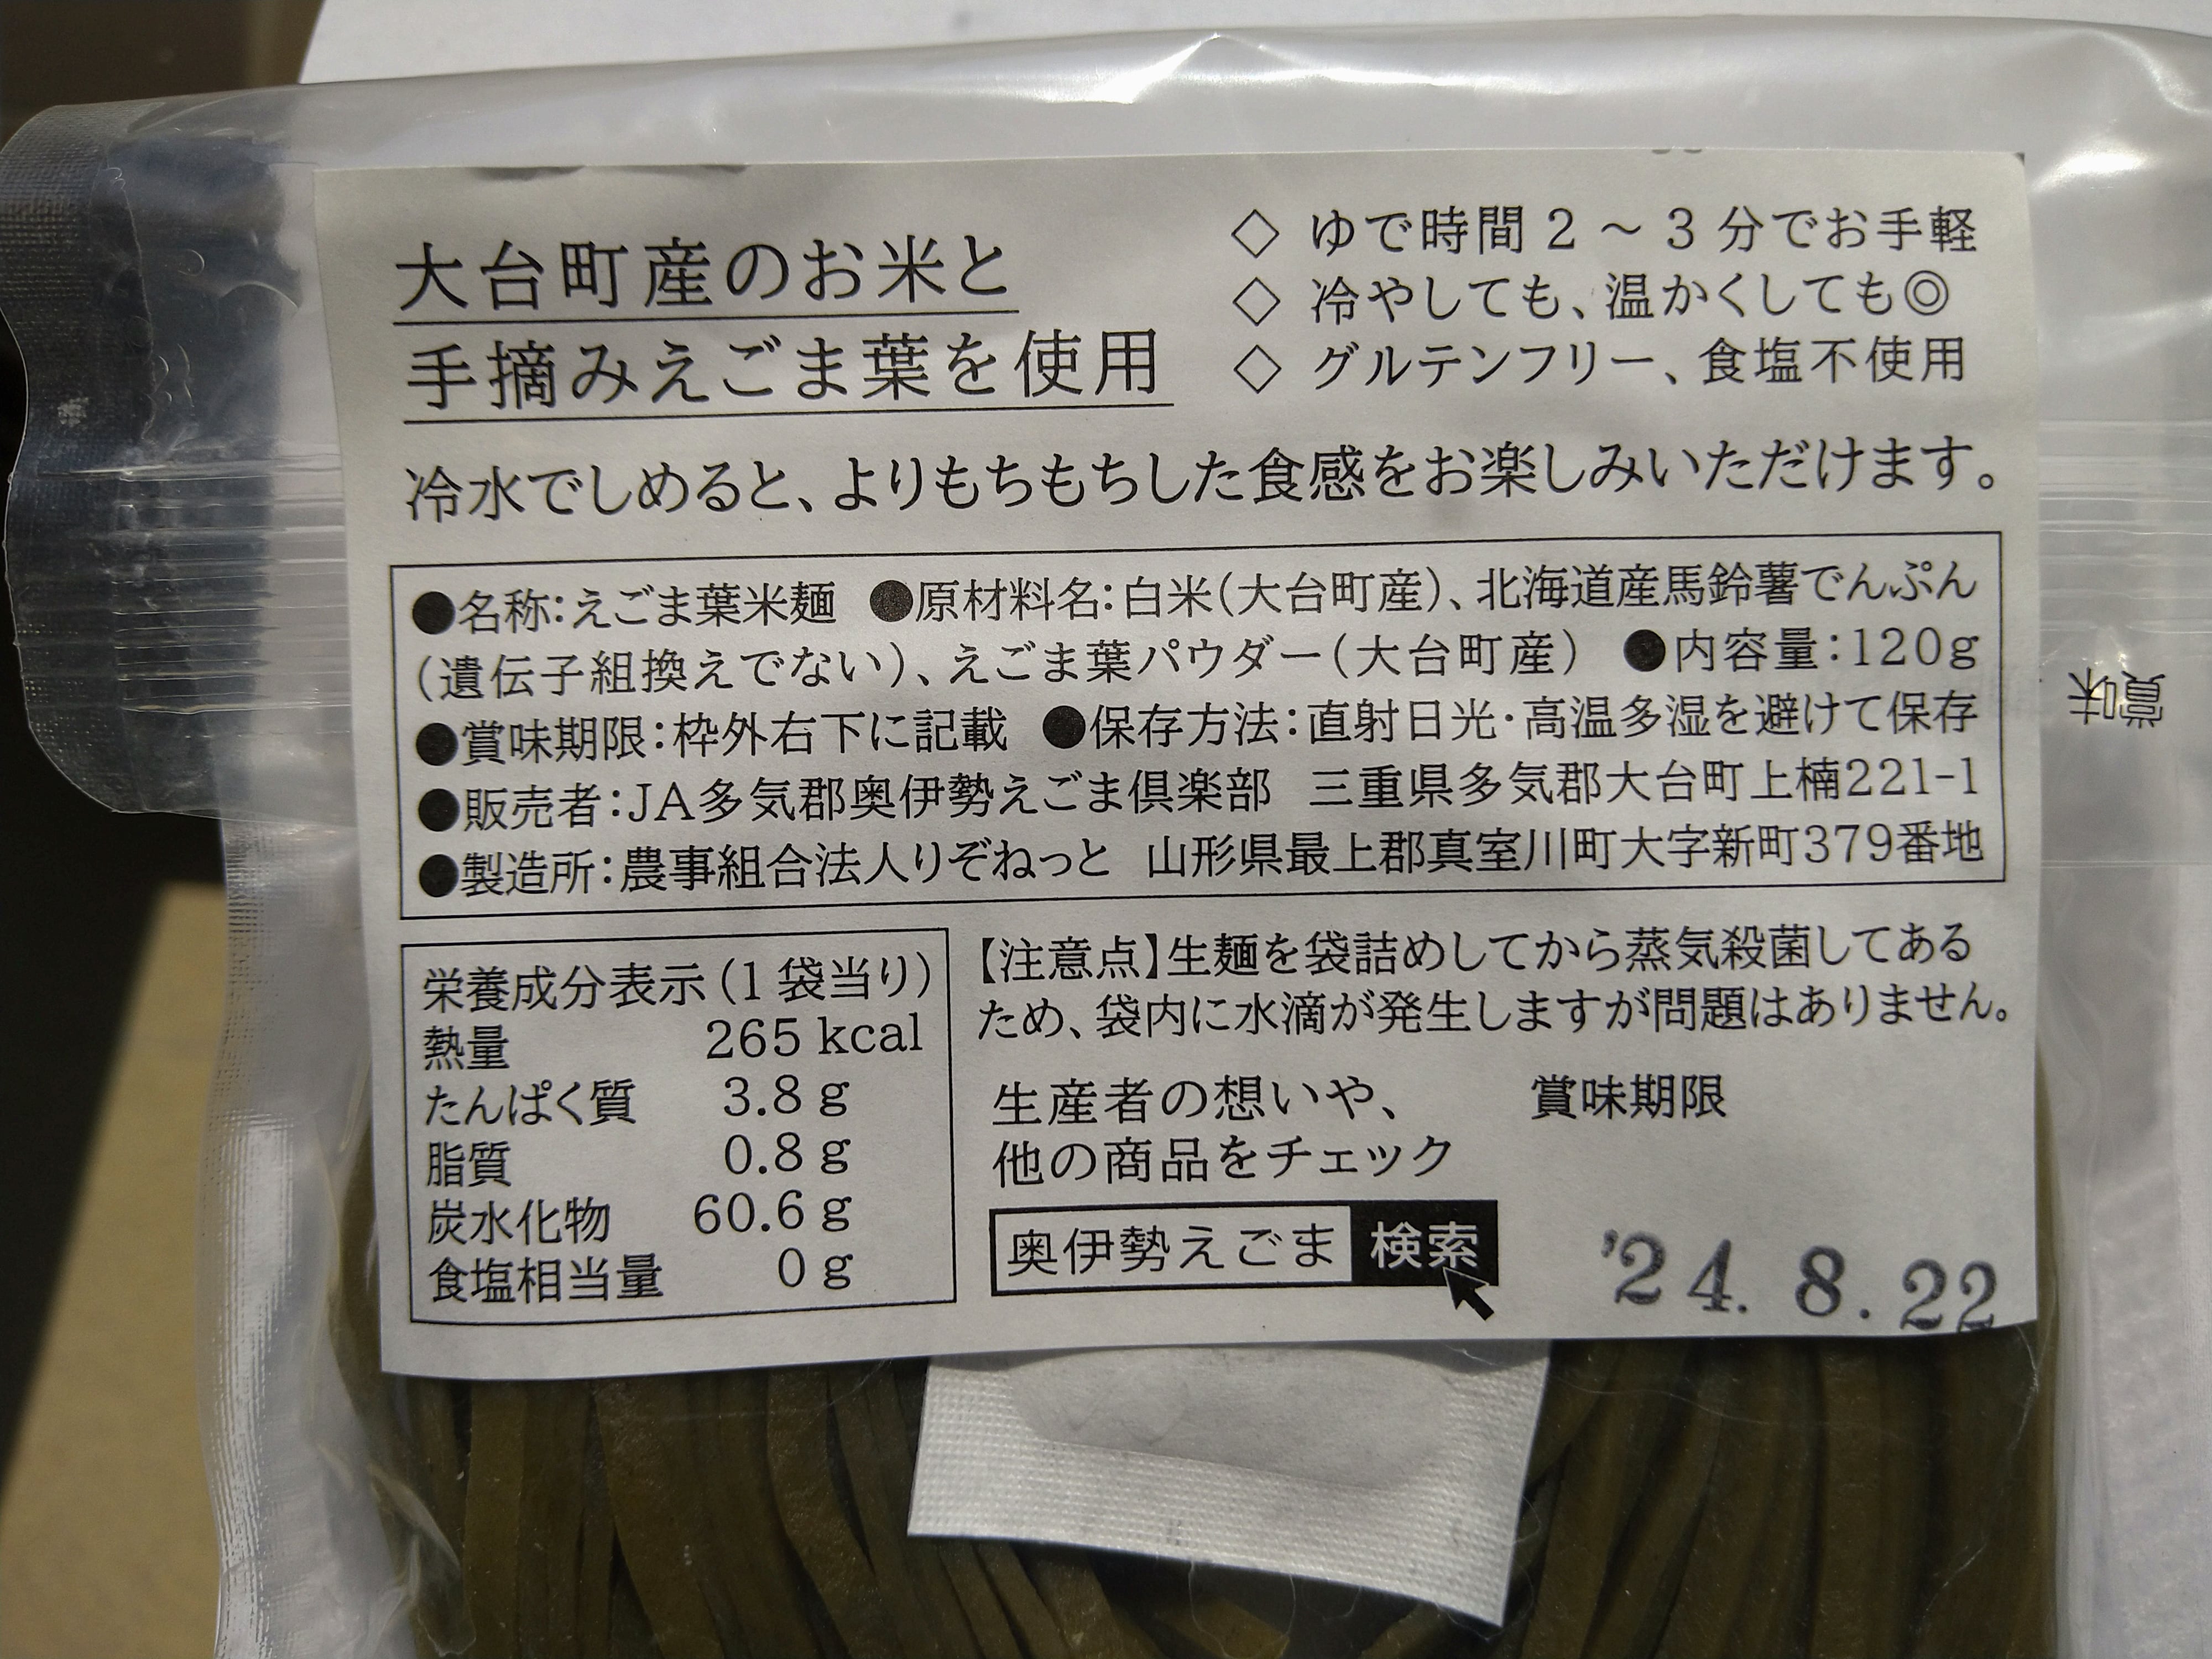 大台町産のお米と
手摘みえごま葉を使用
◇ ゆで時間2〜3分でお手軽
◇ 冷やしても、温かくしても◎
◇ グルテンフリー、食塩不使用
冷水でしめると、よりもちもちした食感をお楽しみいただけます。
●名称：えごま葉米麺 ●原材料名：白米（大台町産）、北海道産馬鈴薯でんぷん
（遺伝子組換えでない）、えごま葉パウダー（大台町産） ●内容量：120g
●賞味期限：枠外右下に記載 ●保存方法：直射日光・高温多湿を避けて保存
●販売者：JA多気郡奥伊勢えごま倶楽部 三重県多気郡大台町上楠221-1
●製造所：農事組合法人りぞねっと 山形県最上郡真室川町大字新町379番地
栄養成分表示（1袋当り）
熱量 265 kcal
たんぱく質 3.8 g
脂質 0.8 g
炭水化物 60.6 g
食塩相当量 0 g
【注意点】生麺を袋詰めしてから蒸気殺菌してある
ため、袋内に水滴が発生しますが問題はありません。
生産者の想いや、
他の商品をチェック
奥伊勢えごま 検索
賞味期限
'24. 8. 22
賞味